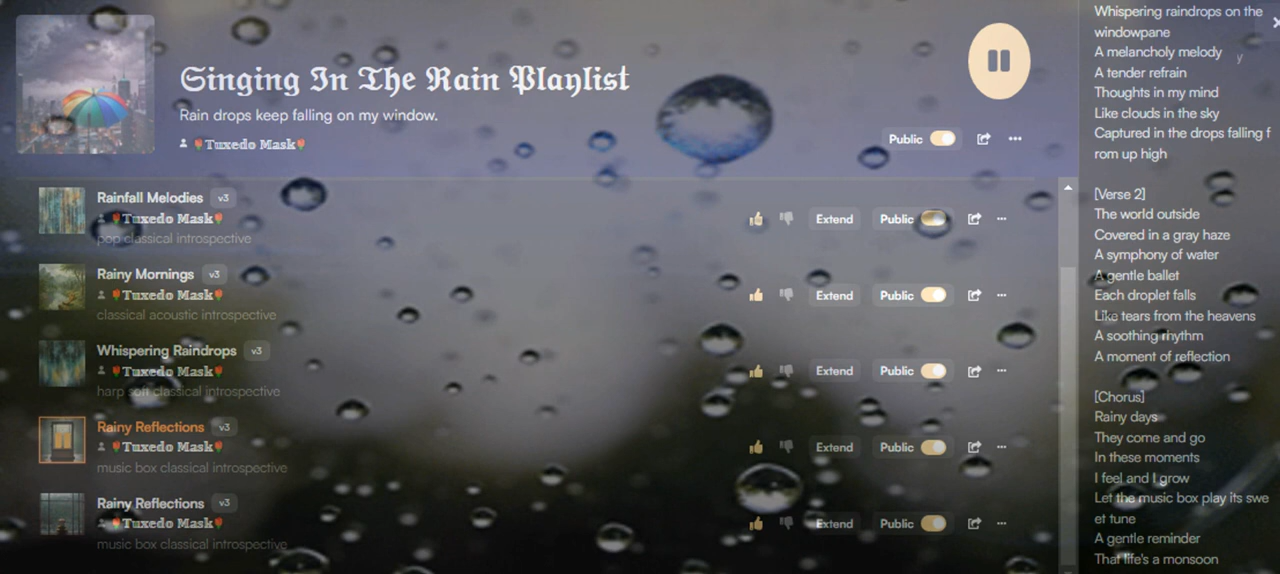 Singing In The Rain Playlist
Rain drops keep falling on my window.
🌹Tuxedo Mask🌹
Public
Rainfall Melodies v3
🌹Tuxedo Mask🌹
pop classical introspective
Extend Public
Rainy Mornings v3
🌹Tuxedo Mask🌹
classical acoustic introspective
Extend Public
Whispering Raindrops v3
🌹Tuxedo Mask🌹
harp soft classical introspective
Extend Public
Rainy Reflections v3
🌹Tuxedo Mask🌹
music box classical introspective
Extend Public
Rainy Reflections v3
🌹Tuxedo Mask🌹
music box classical introspective
Extend Public
Whispering raindrops on the
windowpane
A melancholy melody
y
A tender refrain
Thoughts in my mind
Like clouds in the sky
Captured in the drops falling f
rom up high
[Verse 2]
The world outside
Covered in a gray haze
A symphony of water
A gentle ballet
Each droplet falls
Like tears from the heavens
A soothing rhythm
A moment of reflection
[Chorus]
Rainy days
They come and go
In these moments
I feel and I grow
Let the music box play its swe
et tune
A gentle reminder
That life's a monsoon